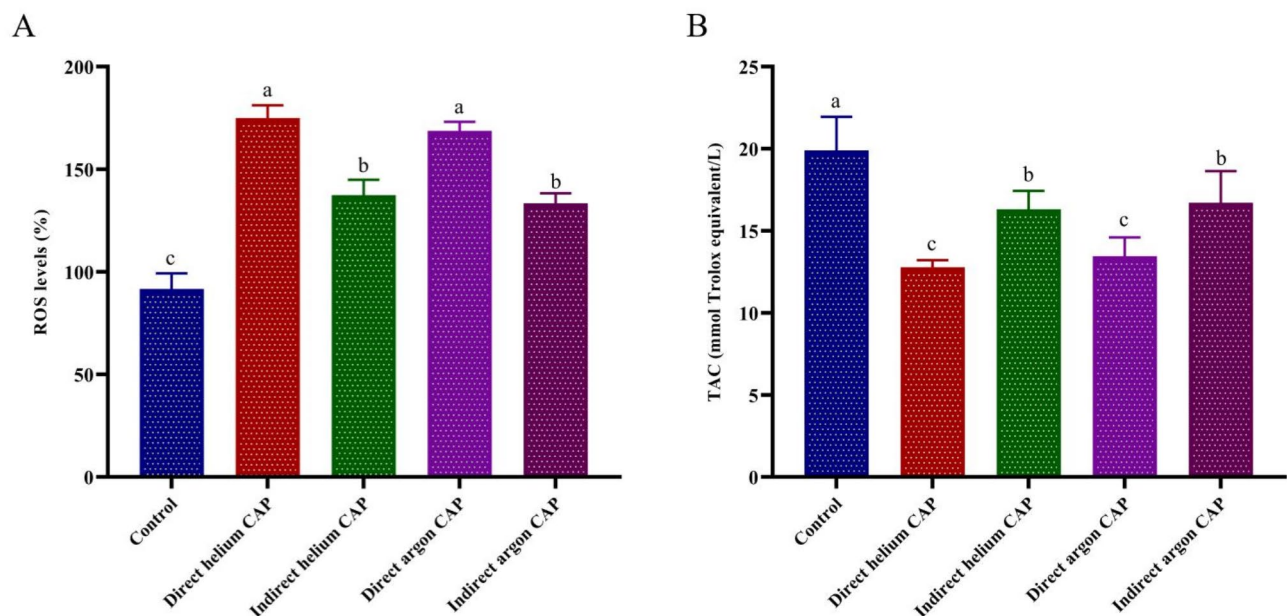 A
ROS levels (%)
200
150
100
50
0
c
a
b
a
b
Control
Direct helium CAP
Indirect helium CAP
Direct argon CAP
Indirect argon CAP
B
TAC (mmol Trolox equivalent/L)
25
20
15
10
5
0
a
c
b
c
b
Control
Direct helium CAP
Indirect helium CAP
Direct argon CAP
Indirect argon CAP